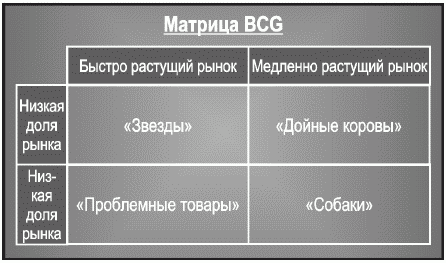 Матрица BCG
Быстро растущий рынок
Медленно растущий рынок
Низкая
доля
рынка
«Звезды»
«Дойные коровы»
Низ-
кая
доля
рынка
«Проблемные товары»
«Собаки»